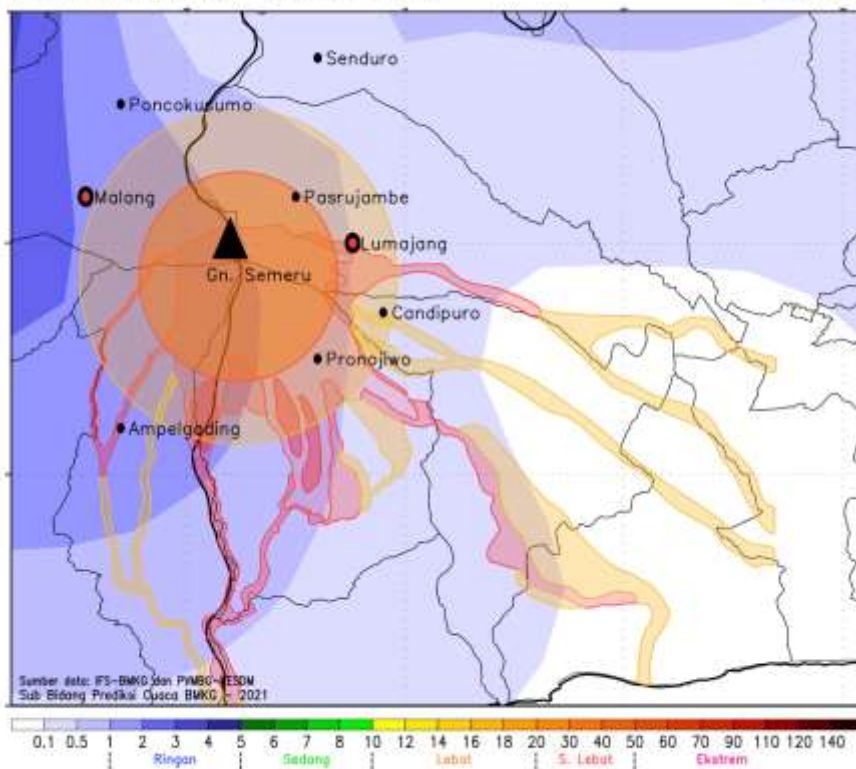 Senduro
Poncokusumo
Malang
Pasrujambe
Lumajang
Gn. Semeru
Candipuro
Pronojiwo
Ampelgading
Sumber data: IFS-BMKG dan PVMBG-KESDM
Sub Bidang Prediksi Cuaca BMKG - 2021
0.1 0.5 1 2 3 4 5 6 7 8 10 12 14 16 18 20 30 40 50 60 70 90 110 120 140
Ringan Sedang Lebat S. Lebat Ekstrem